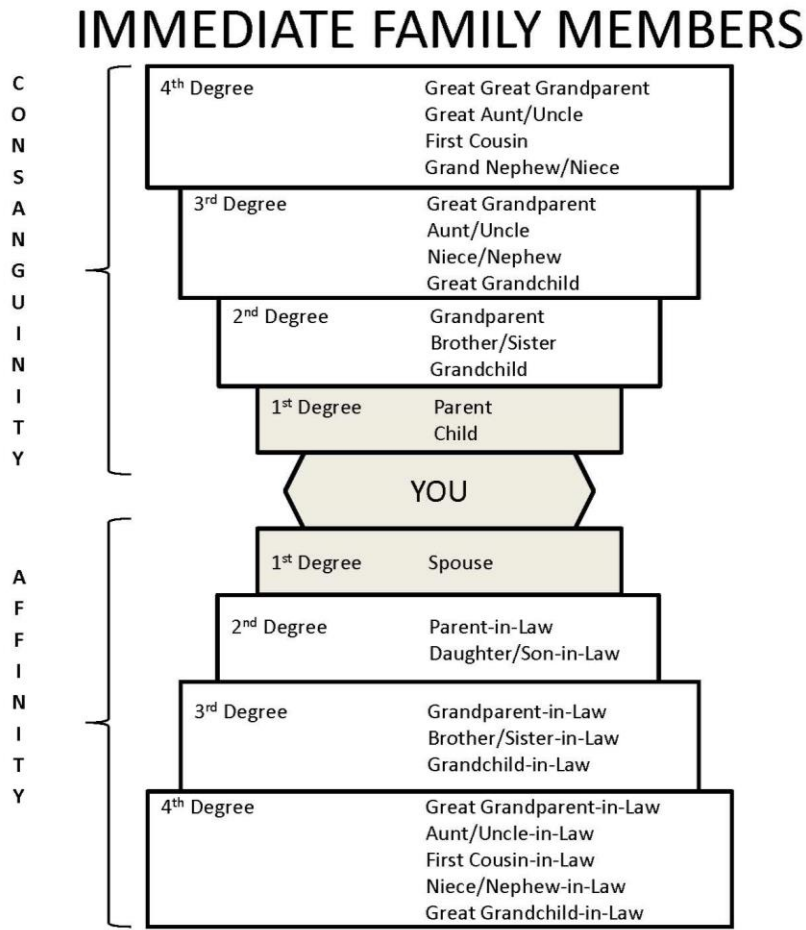 IMMEDIATE FAMILY MEMBERS
CONSANGUINITY
4th Degree Great Great Grandparent
Great Aunt/Uncle
First Cousin
Grand Nephew/Niece
3rd Degree Great Grandparent
Aunt/Uncle
Niece/Nephew
Great Grandchild
2nd Degree Grandparent
Brother/Sister
Grandchild
1st Degree Parent
Child
YOU
AFFINITY
1st Degree Spouse
2nd Degree Parent-in-Law
Daughter/Son-in-Law
3rd Degree Grandparent-in-Law
Brother/Sister-in-Law
Grandchild-in-Law
4th Degree Great Grandparent-in-Law
Aunt/Uncle-in-Law
First Cousin-in-Law
Niece/Nephew-in-Law
Great Grandchild-in-Law